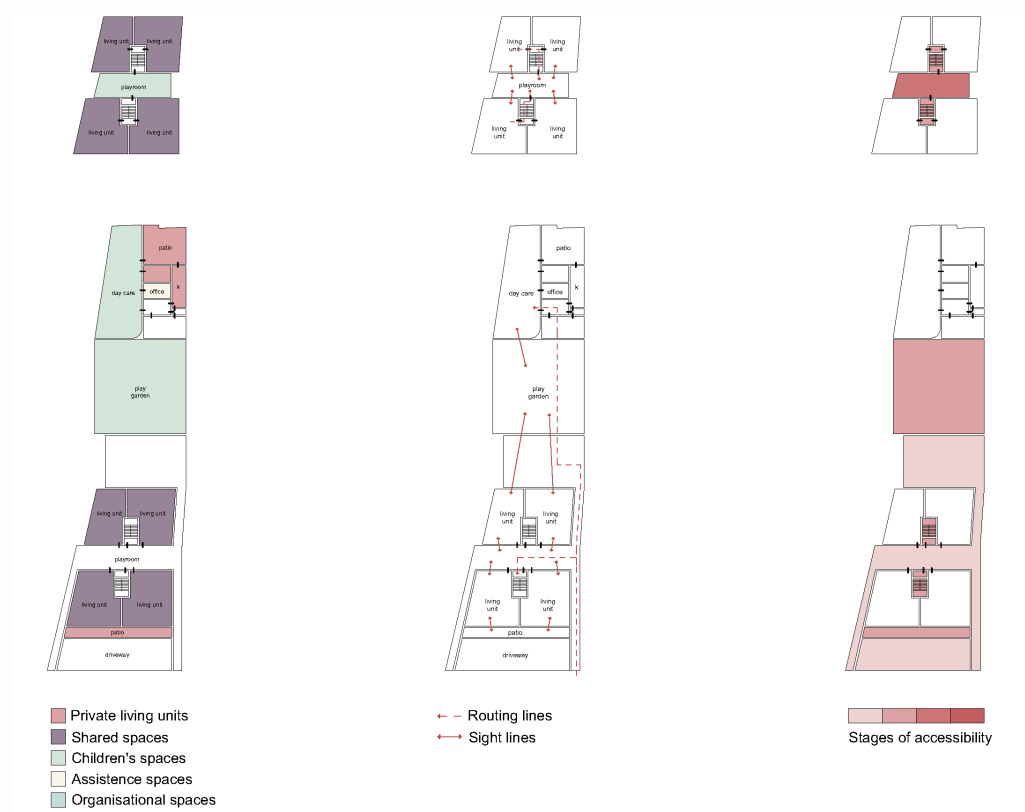 living unit living unit
playroom
living unit living unit
living
unit
living
unit
playroom
living
unit
living
unit
patio
day care
office
k
play
garden
living unit living unit
playroom
living unit living unit
patio
driveway
patio
day care
office
k
play
garden
living
unit
living
unit
living
unit
living
unit
patio
driveway
Private living units
Shared spaces
Children's spaces
Assistence spaces
Organisational spaces
Routing lines
Sight lines
Stages of accessibility